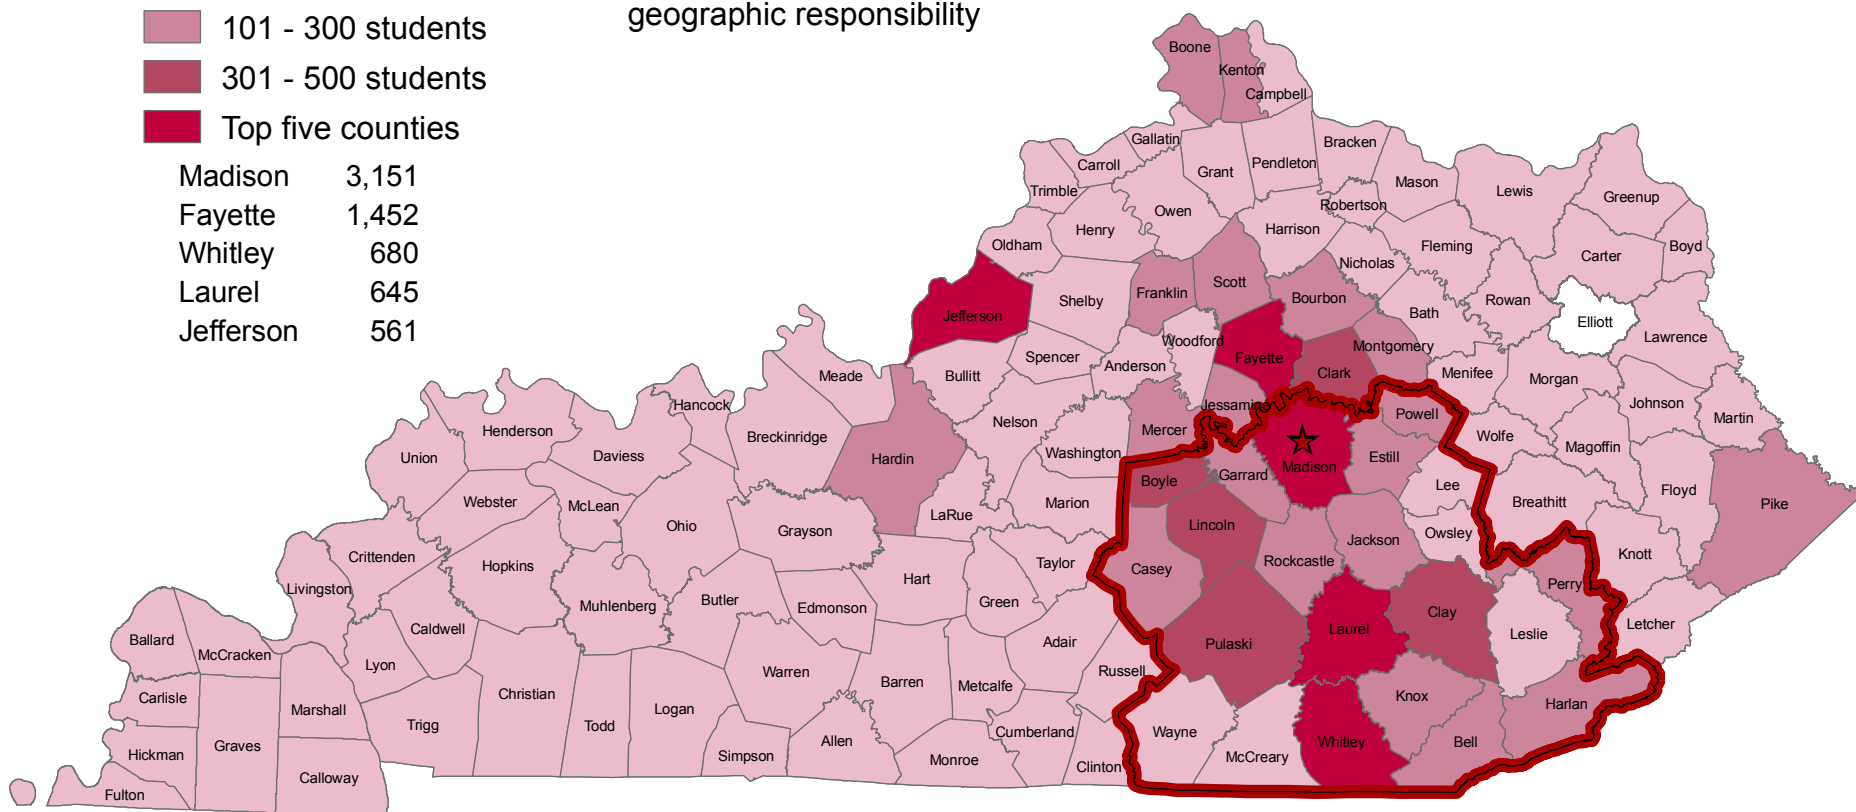 geographic responsibility
101 - 300 students
301 - 500 students
Top five counties
Madison 3,151
Fayette 1,452
Whitley 680
Laurel 645
Jefferson 561
Boone
Kenton
Campbell
Gallatin
Carroll
Trimble
Grant
Pendleton
Bracken
Mason
Lewis
Greenup
Robertson
Owen
Henry
Oldham
Harrison
Fleming
Carter
Boyd
Nicholas
Shelby
Franklin
Scott
Bourbon
Rowan
Bath
Elliott
Lawrence
Jefferson
Woodford
Fayette
Montgomery
Spencer
Anderson
Clark
Menifee
Morgan
Bullitt
Meade
Johnson
Martin
Hancock
Jessamine
Powell
Nelson
Mercer
Wolfe
Magoffin
Henderson
Breckinridge
Daviess
Union
Hardin
Washington
Garrard
Madison
Estill
Boyle
Lee
Floyd
Webster
McLean
Marion
Breathitt
Pike
LaRue
Ohio
Grayson
Lincoln
Owsley
Jackson
Knott
Crittenden
Hopkins
Taylor
Casey
Rockcastle
Livingston
Hart
Perry
Muhlenberg
Butler
Edmonson
Green
Clay
Letcher
Ballard
McCracken
Caldwell
Laurel
Leslie
Adair
Pulaski
Lyon
Warren
Russell
Carlisle
Marshall
Christian
Barren
Metcalfe
Knox
Harlan
Trigg
Todd
Logan
Hickman
Graves
Cumberland
Wayne
Whitley
Bell
Simpson
Allen
Monroe
McCreary
Clinton
Calloway
Fulton